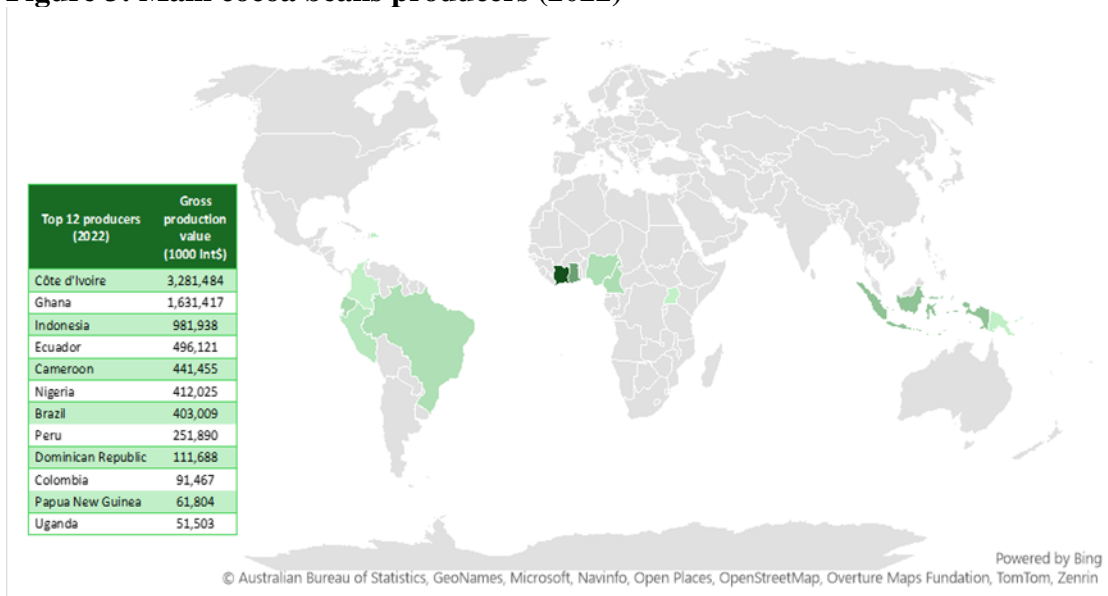 Figure 3: Main cocoa beans producers (2022)
Top 12 producers
(2022)
Gross
production
value
(1000 Int$)
Côte d'Ivoire 3,281,484
Ghana 1,631,417
Indonesia 981,938
Ecuador 496,121
Cameroon 441,455
Nigeria 412,025
Brazil 403,009
Peru 251,890
Dominican Republic 111,688
Colombia 91,467
Papua New Guinea 61,804
Uganda 51,503
Powered by Bing
© Australian Bureau of Statistics, GeoNames, Microsoft, Navinfo, Open Places, OpenStreetMap, Overture Maps Fundation, TomTom, Zenrin